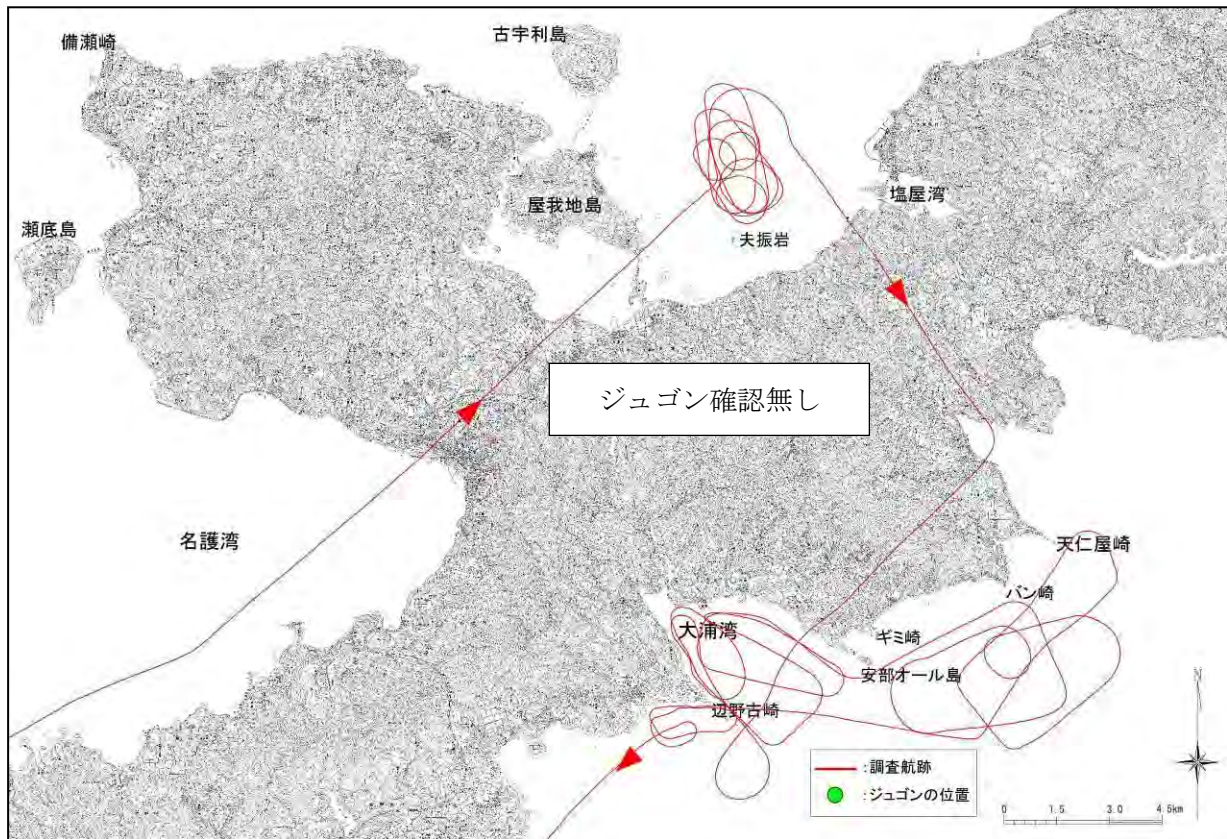 古宇利島
備瀬崎
塩屋湾
屋我地島
瀬底島
夫振岩
ジュゴン確認無し
名護湾
天仁屋崎
バン崎
大浦湾
ギミ崎
安部オール島
辺野古崎
N
:調査航跡
:ジュゴンの位置
0 1.5 3.0 4.5km